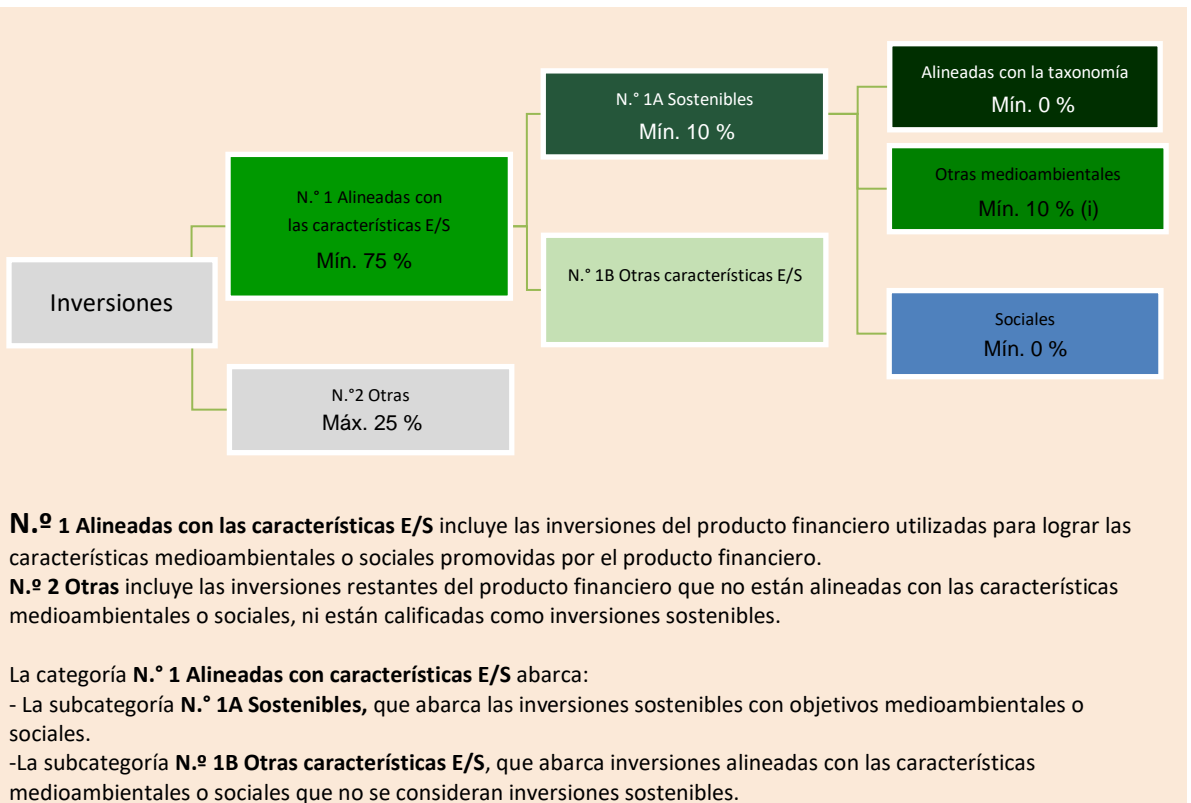 Inversiones
N.° 1 Alineadas con
las características E/S
Mín. 75 %
N.°2 Otras
Máx. 25 %
N.° 1A Sostenibles
Mín. 10 %
N.° 1B Otras características E/S
Alineadas con la taxonomía
Mín. 0 %
Otras medioambientales
Mín. 10 % (i)
Sociales
Mín. 0 %
N.º 1 Alineadas con las características E/S incluye las inversiones del producto financiero utilizadas para lograr las
características medioambientales o sociales promovidas por el producto financiero.
N.º 2 Otras incluye las inversiones restantes del producto financiero que no están alineadas con las características
medioambientales o sociales, ni están calificadas como inversiones sostenibles.
La categoría N.° 1 Alineadas con características E/S abarca:
- La subcategoría N.° 1A Sostenibles, que abarca las inversiones sostenibles con objetivos medioambientales o
sociales.
-La subcategoría N.º 1B Otras características E/S, que abarca inversiones alineadas con las características
medioambientales o sociales que no se consideran inversiones sostenibles.